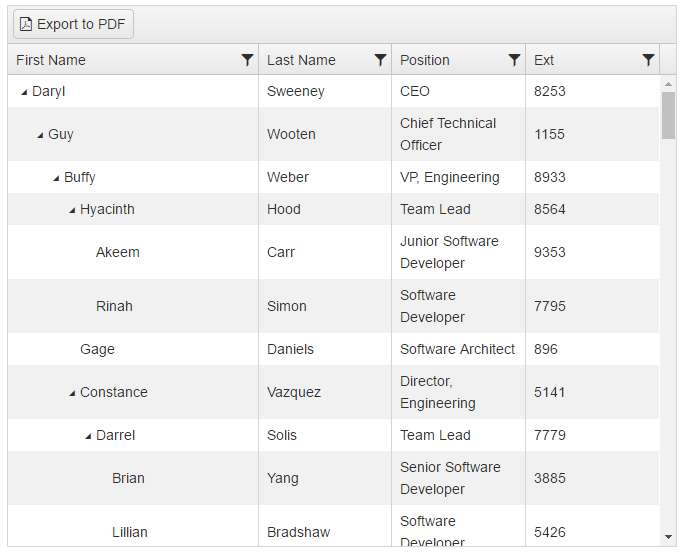 Export to PDF
First Name Last Name Position Ext
Daryl Sweeney CEO 8253
Guy Wooten Chief Technical Officer 1155
Buffy Weber VP, Engineering 8933
Hyacinth Hood Team Lead 8564
Akeem Carr Junior Software Developer 9353
Rinah Simon Software Developer 7795
Gage Daniels Software Architect 896
Constance Vazquez Director, Engineering 5141
Darrel Solis Team Lead 7779
Brian Yang Senior Software Developer 3885
Lillian Bradshaw Software Developer 5426